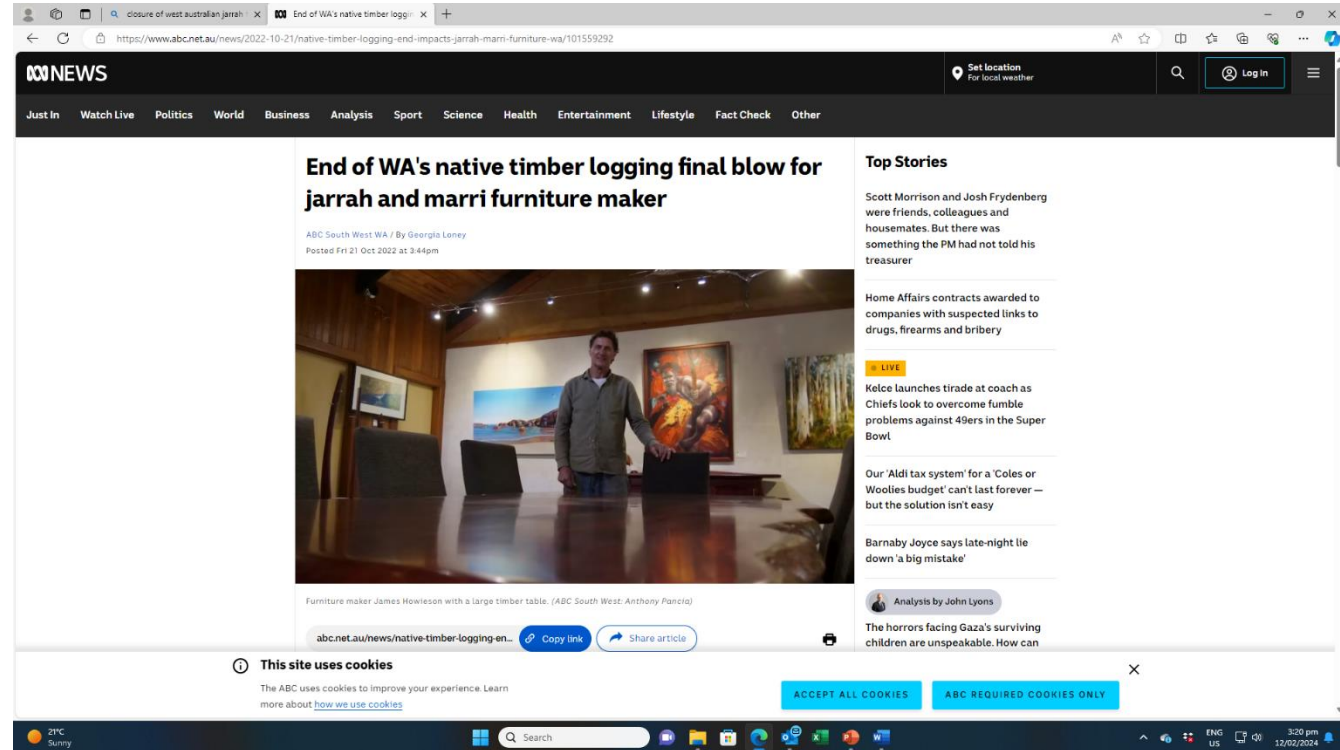 closure of west australian jarrah
End of WA's native timber loggin
https://www.abc.net.au/news/2022-10-21/native-timber-logging-end-impacts-jarrah-marri-furniture-wa/101559292
NEWS
Set location
For local weather
Log In
Just In Watch Live Politics World Business Analysis Sport Science Health Entertainment Lifestyle Fact Check Other
End of WA's native timber logging final blow for
jarrah and marri furniture maker
ABC South West WA / By Georgia Loney
Posted Fri 21 Oct 2022 at 3:44pm
Furniture maker James Howieson with a large timber table. (ABC South West: Anthony Pancia)
abc.net.au/news/native-timber-logging-en...
Copy link
Share article
Top Stories
Scott Morrison and Josh Frydenberg
were friends, colleagues and
housemates. But there was
something the PM had not told his
treasurer
Home Affairs contracts awarded to
companies with suspected links to
drugs, firearms and bribery
LIVE
Kelce launches tirade at coach as
Chiefs look to overcome fumble
problems against 49ers in the Super
Bowl
Our 'Aldi tax system' for a 'Coles or
Woolies budget' can't last forever —
but the solution isn't easy
Barnaby Joyce says late-night lie
down 'a big mistake'
Analysis by John Lyons
The horrors facing Gaza's surviving
children are unspeakable. How can
This site uses cookies
The ABC uses cookies to improve your experience. Learn
more about how we use cookies
ACCEPT ALL COOKIES
ABC REQUIRED COOKIES ONLY
21°C
Sunny
Search
ENG
US
3:20 pm
12/02/2024